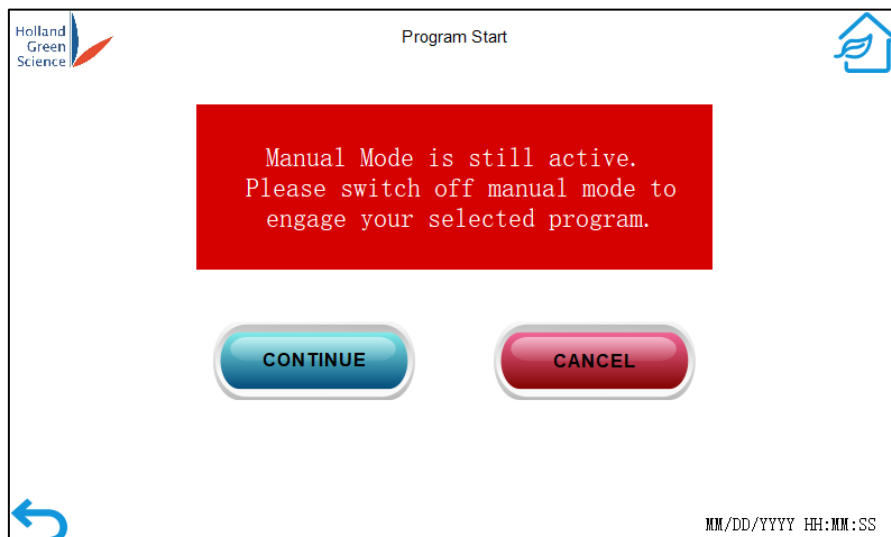 Holland
Green
Science
Program Start
Manual Mode is still active.
Please switch off manual mode to
engage your selected program.
CONTINUE
CANCEL
MM/DD/YYYY HH:MM:SS